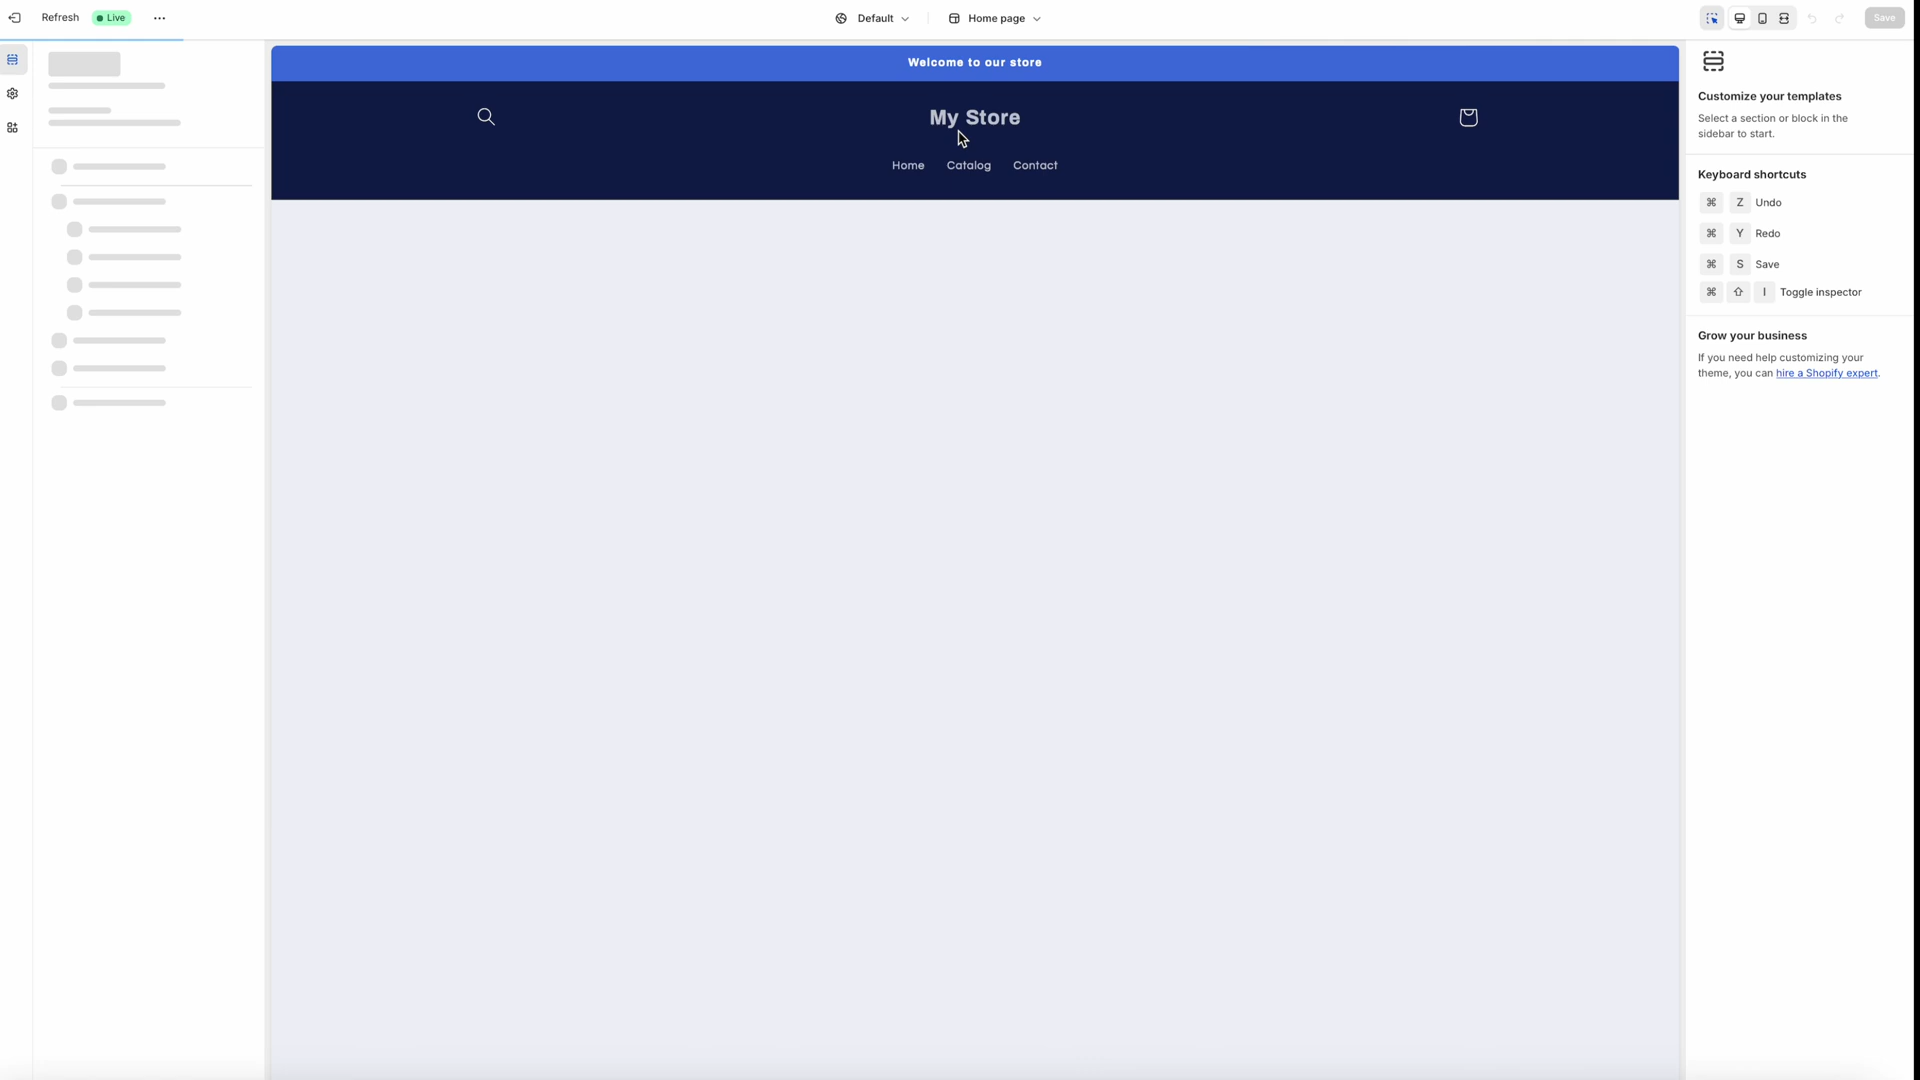 Refresh
Live
Default
Home page
Save
Welcome to our store
My Store
Home
Catalog
Contact
Customize your templates
Select a section or block in the
sidebar to start.
Keyboard shortcuts
⌘ Z Undo
⌘ Y Redo
⌘ S Save
⌘ ⇧ I Toggle inspector
Grow your business
If you need help customizing your
theme, you can hire a Shopify expert.